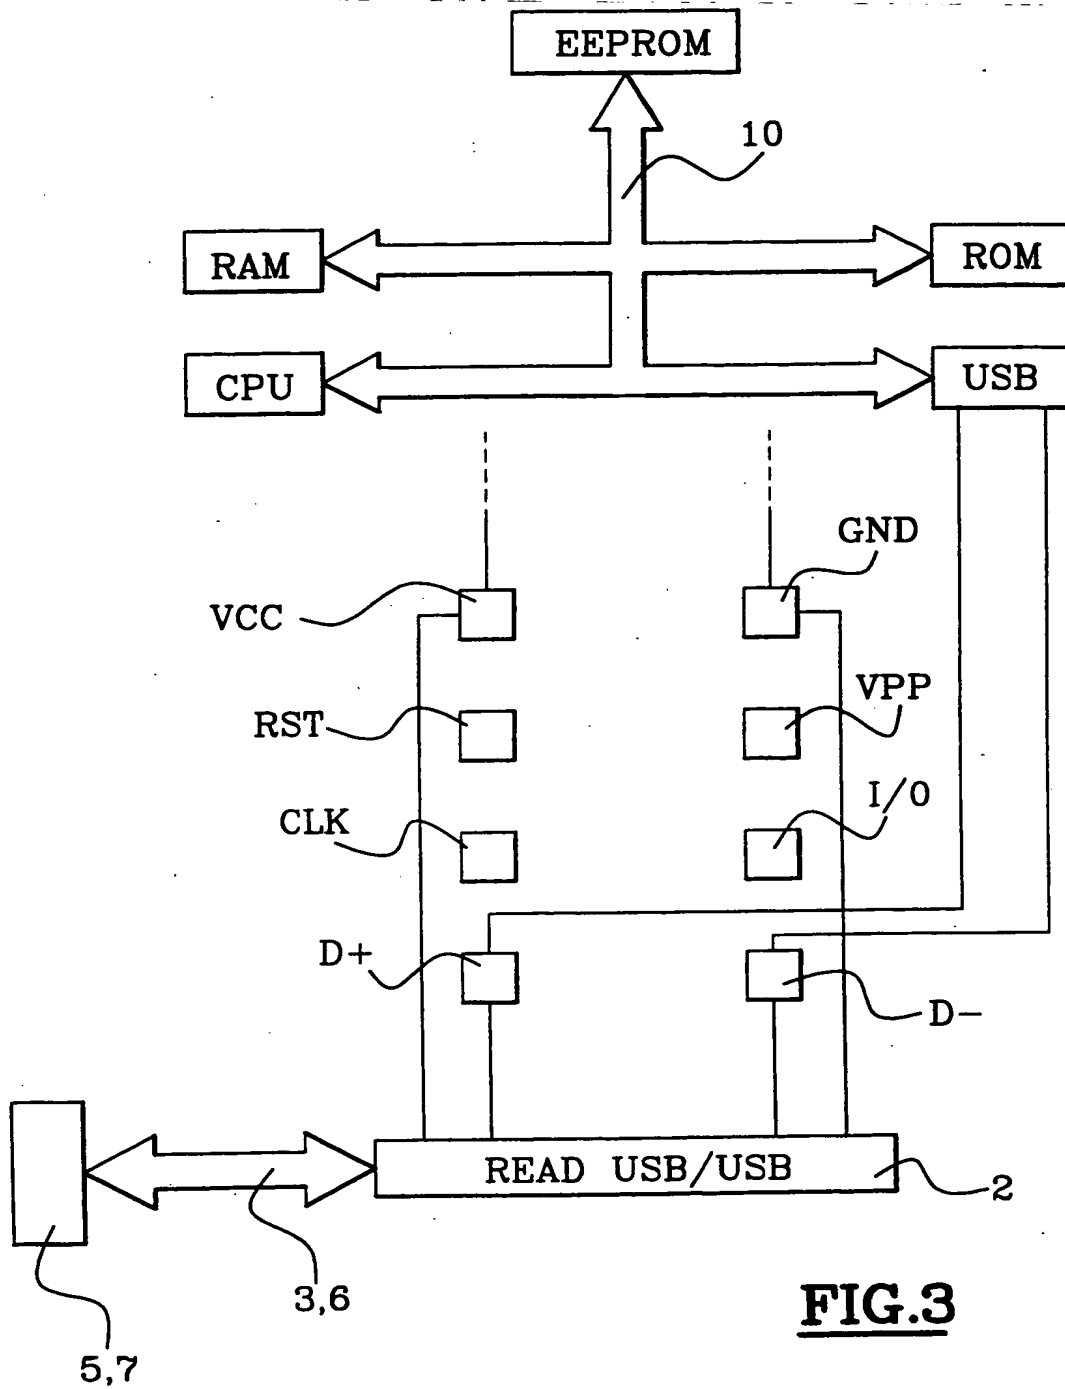 EEPROM
10
RAM
ROM
CPU
USB
GND
VCC
VPP
RST
I/O
CLK
D+
D-
READ USB/USB
2
3,6
5,7
FIG.3